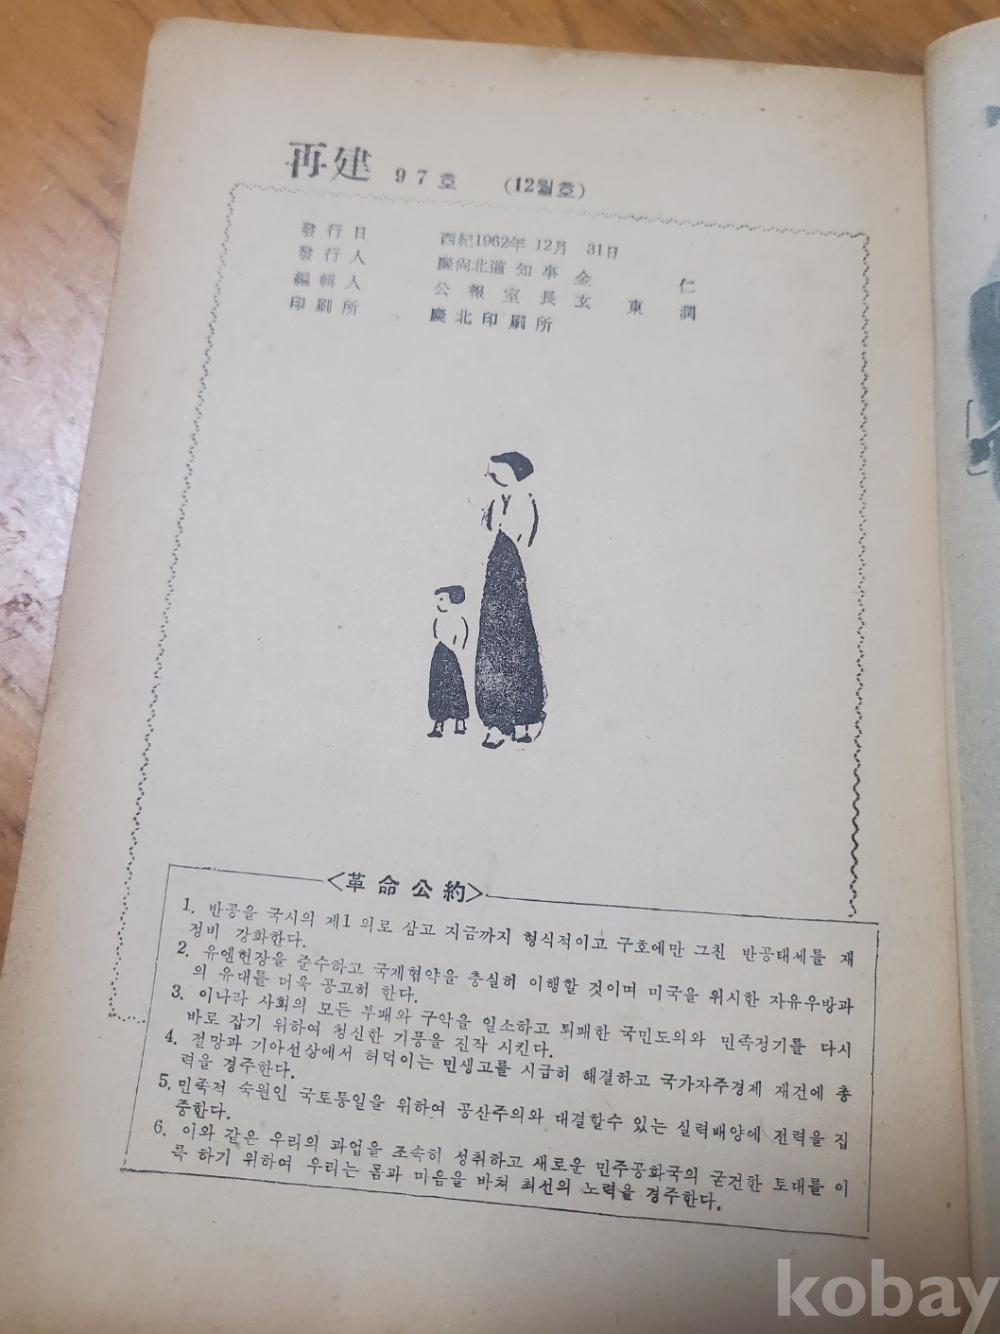 再建 97호 (12월호)
發行日 西紀1962年 12月 31日
發行人 慶尙北道知事 金 仁
編輯人 公報室長 玄東潤
印刷所 慶北印刷所
<革命公約>
1. 반공을 국시의 제1 의로 삼고 지금까지 형식적이고 구호에만 그친 반공태세를 재
정비 강화한다.
2. 유엔헌장을 준수하고 국제협약을 충실히 이행할 것이며 미국을 위시한 자유우방과
의 유대를 더욱 공고히 한다.
3. 이나라 사회의 모든 부패와 구악을 일소하고 퇴패한 국민도의와 민족정기를 다시
바로 잡기 위하여 청신한 기풍을 진작 시킨다.
4. 절망과 기아선상에서 허덕이는 민생고를 시급히 해결하고 국가자주경제 재건에 총
력을 경주한다.
5. 민족적 숙원인 국토통일을 위하여 공산주의와 대결할수 있는 실력배양에 전력을 집
중한다.
6. 이와 같은 우리의 과업을 조속히 성취하고 새로운 민주공화국의 굳건한 토대를 이
룩 하기 위하여 우리는 몸과 마음을 바쳐 최선의 노력을 경주한다.
kobay